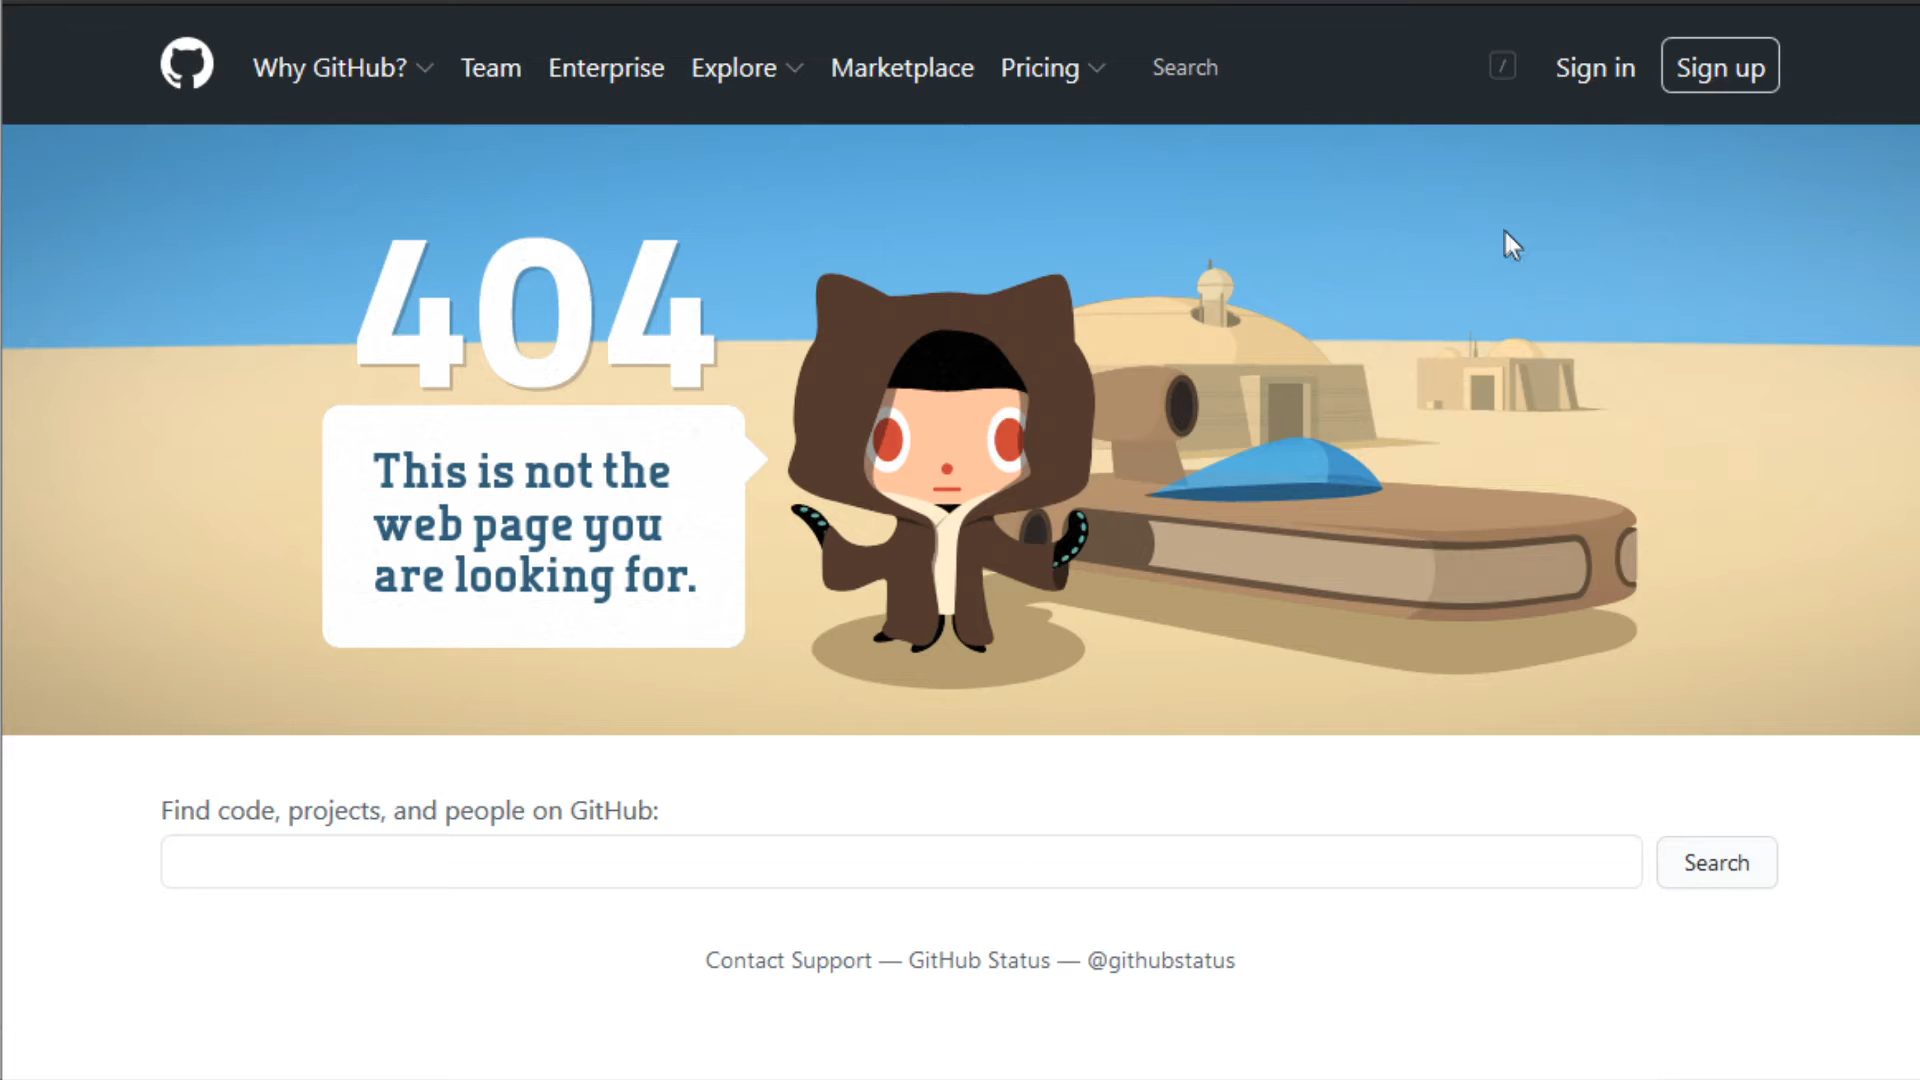 Why GitHub? Team Enterprise Explore Marketplace Pricing Search / Sign in Sign up
404
This is not the
web page you
are looking for.
Find code, projects, and people on GitHub:
Search
Contact Support — GitHub Status — @githubstatus